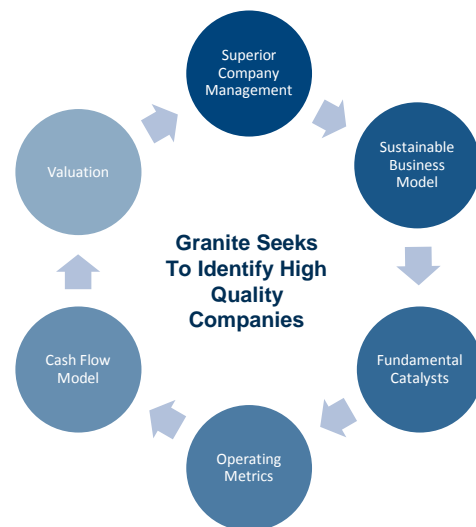 Superior
Company
Management
Sustainable
Business
Model
Fundamental
Catalysts
Operating
Metrics
Cash Flow
Model
Valuation
Granite Seeks
To Identify High
Quality
Companies